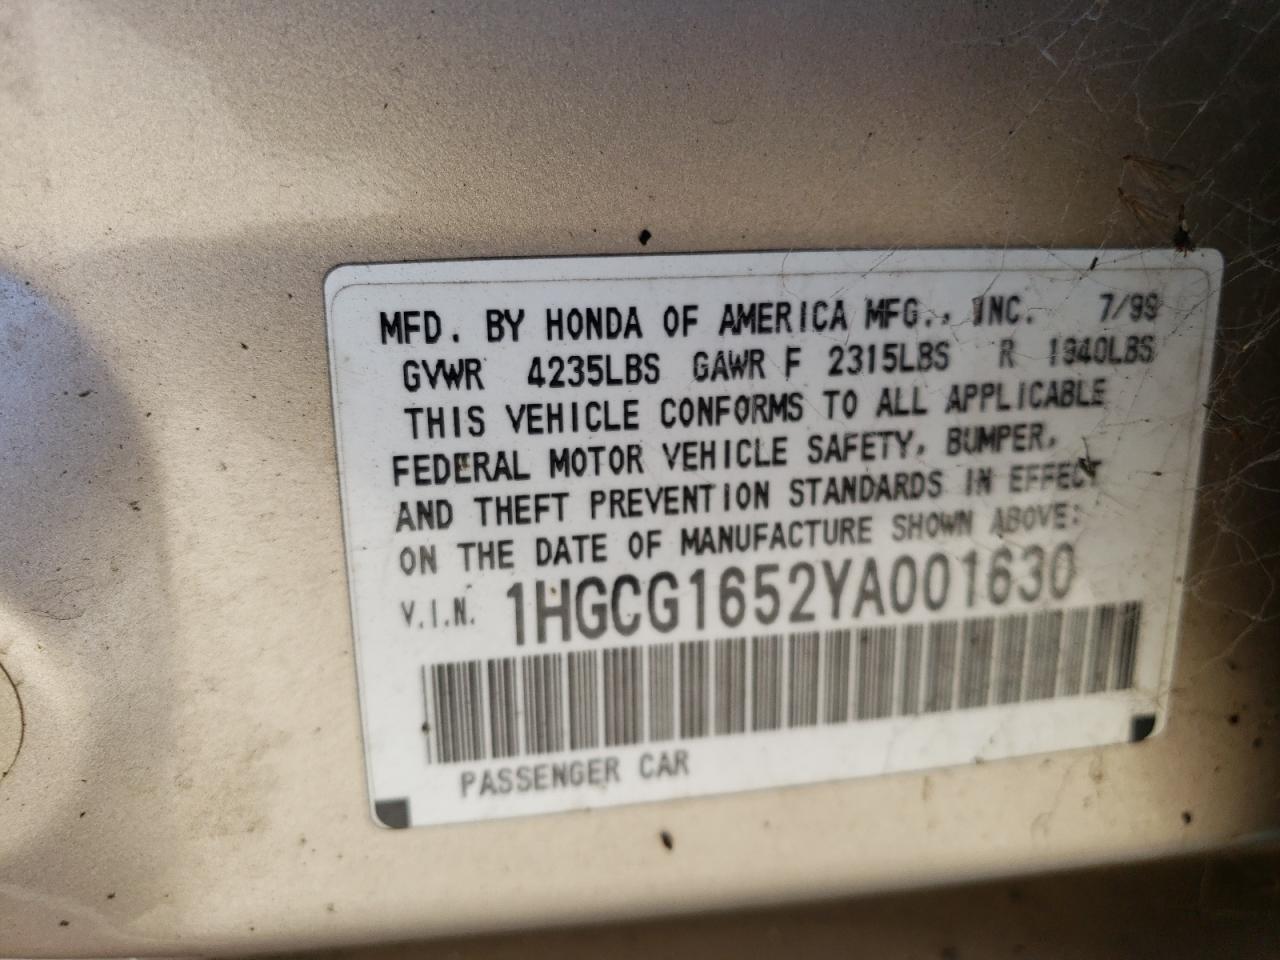 MFD. BY HONDA OF AMERICA MFG., INC. 7/99
GVWR 4235LBS GAWR F 2315LBS R 1940LBS
THIS VEHICLE CONFORMS TO ALL APPLICABLE
FEDERAL MOTOR VEHICLE SAFETY, BUMPER,
AND THEFT PREVENTION STANDARDS IN EFFECT
ON THE DATE OF MANUFACTURE SHOWN ABOVE:
V.I.N. 1HGCG1652YA001630
PASSENGER CAR